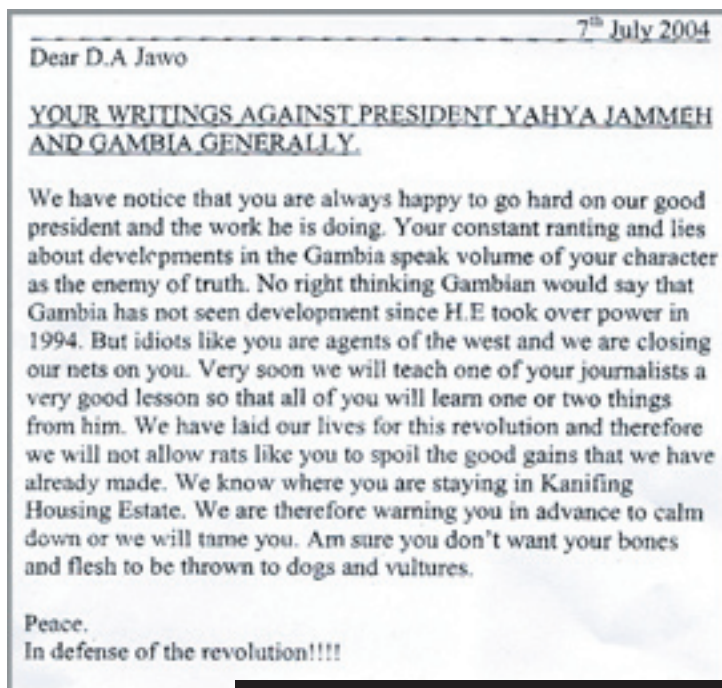 7th July 2004
Dear D.A Jawo
YOUR WRITINGS AGAINST PRESIDENT YAHYA JAMMEH
AND GAMBIA GENERALLY.
We have notice that you are always happy to go hard on our good
president and the work he is doing. Your constant ranting and lies
about developments in the Gambia speak volume of your character
as the enemy of truth. No right thinking Gambian would say that
Gambia has not seen development since H.E took over power in
1994. But idiots like you are agents of the west and we are closing
our nets on you. Very soon we will teach one of your journalists a
very good lesson so that all of you will learn one or two things
from him. We have laid our lives for this revolution and therefore
we will not allow rats like you to spoil the good gains that we have
already made. We know where you are staying in Kanifing
Housing Estate. We are therefore warning you in advance to calm
down or we will tame you. Am sure you don't want your bones
and flesh to be thrown to dogs and vultures.
Peace.
In defense of the revolution!!!!